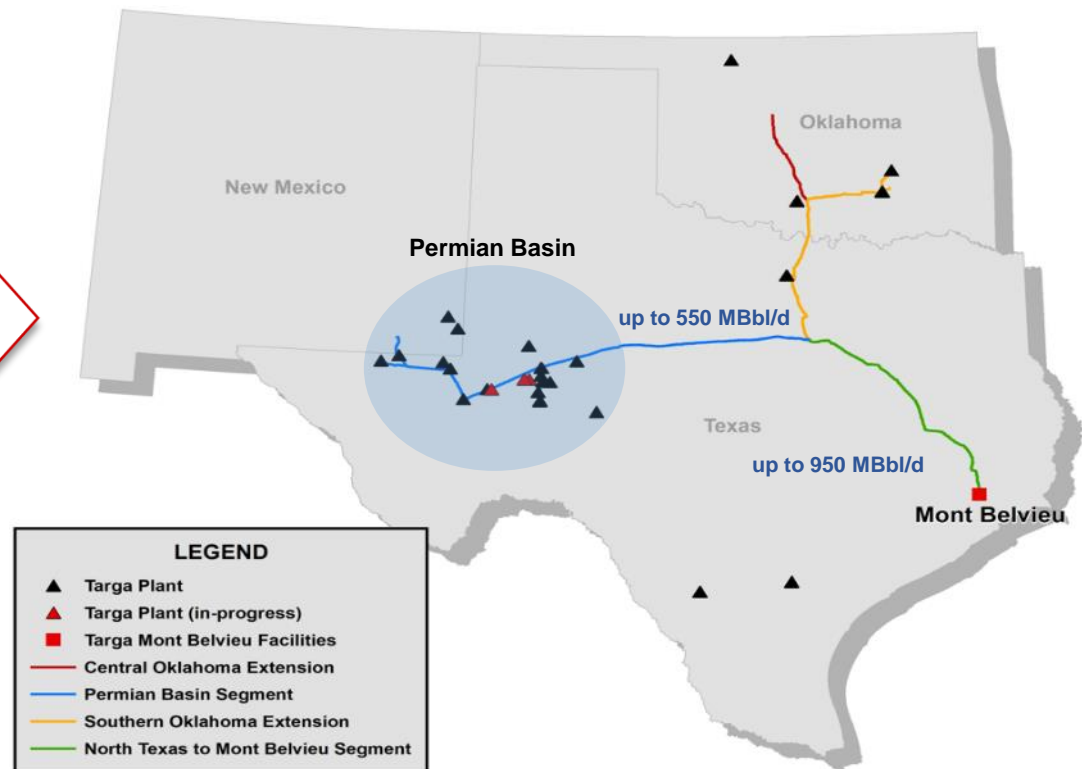 Oklahoma
New Mexico
Permian Basin
up to 550 MBbl/d
Texas
up to 950 MBbl/d
Mont Belvieu
LEGEND
Targa Plant
Targa Plant (in-progress)
Targa Mont Belvieu Facilities
Central Oklahoma Extension
Permian Basin Segment
Southern Oklahoma Extension
North Texas to Mont Belvieu Segment